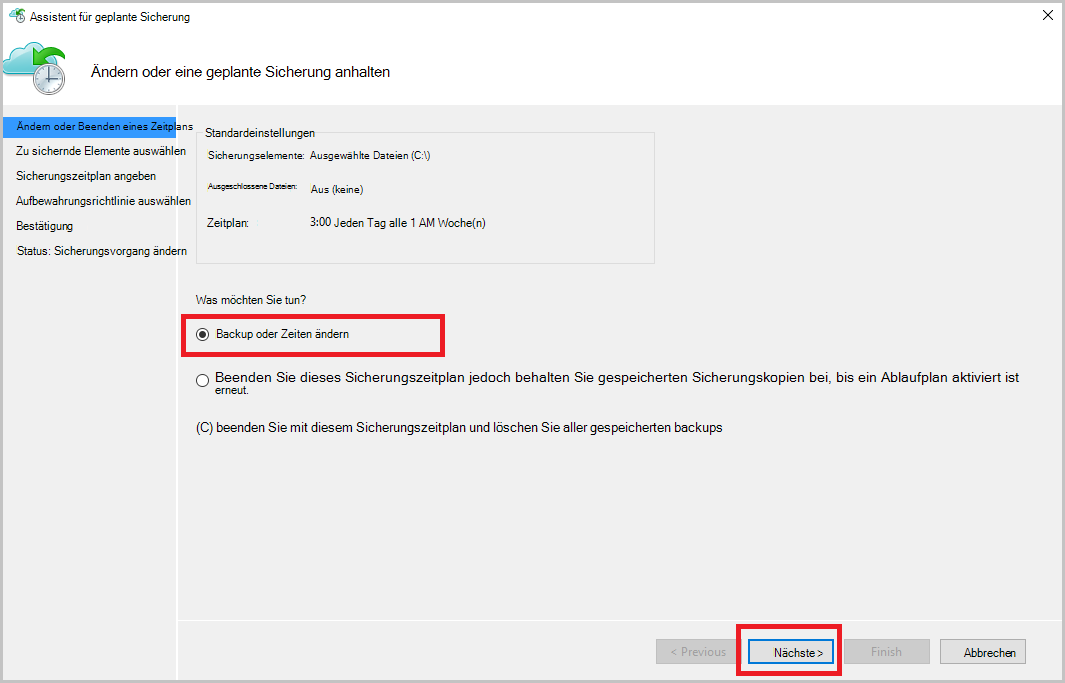 Assistent für geplante Sicherung
Ändern oder eine geplante Sicherung anhalten
Ändern oder Beenden eines Zeitplans
Zu sichernde Elemente auswählen
Sicherungszeitplan angeben
Aufbewahrungsrichtlinie auswählen
Bestätigung
Status: Sicherungsvorgang ändern
Standardeinstellungen
Sicherungselemente: Ausgewählte Dateien (C:\)
Ausgeschlossene Dateien: Aus (keine)
Zeitplan: 3:00 Jeden Tag alle 1 AM Woche(n)
Was möchten Sie tun?
Backup oder Zeiten ändern
Beenden Sie dieses Sicherungszeitplan jedoch behalten Sie gespeicherten Sicherungskopien bei, bis ein Ablaufplan aktiviert ist
erneut.
(C) beenden Sie mit diesem Sicherungszeitplan und löschen Sie aller gespeicherten backups
< Previous Nächste > Finish Abbrechen